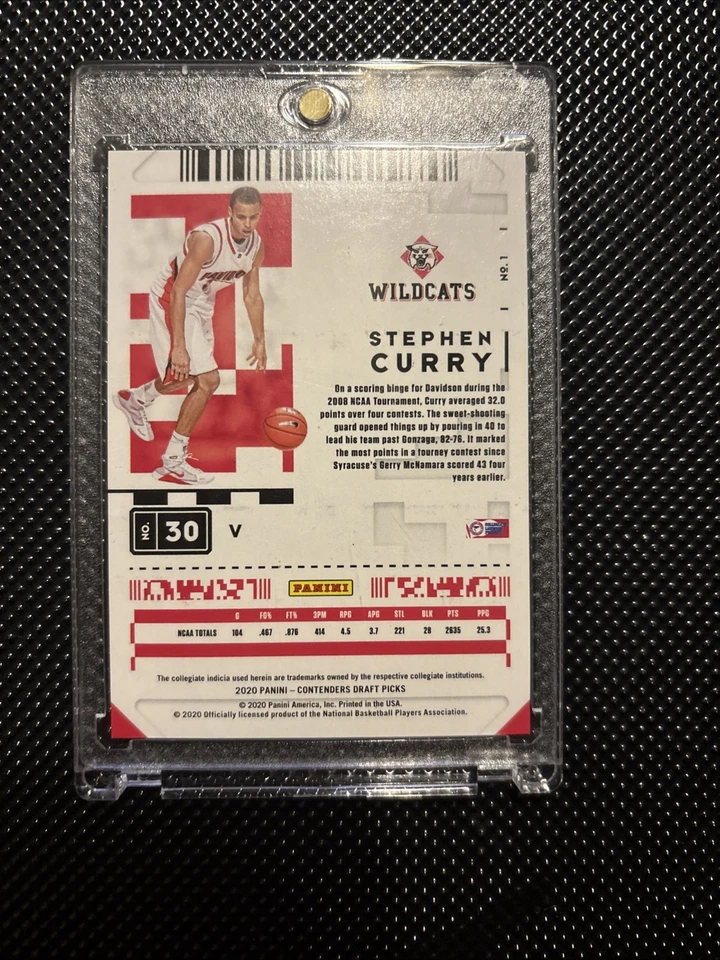 WILDCATS
Nº. 1
STEPHEN
CURRY
On a scoring binge for Davidson during the
2008 NCAA Tournament, Curry averaged 32.0
points over four contests. The sweet-shooting
guard opened things up by pouring in 40 to
lead his team past Gonzaga, 82-76. It marked
the most points in a tourney contest since
Syracuse's Gerry McNamara scored 43 four
years earlier.
NO. 30 V
PANINI
G FG% FT% 3PM RPG APG STL BLK PTS PPG
NCAA TOTALS 104 .467 .876 414 4.5 3.7 221 28 2635 25.3
The collegiate indicia used herein are trademarks owned by the respective collegiate institutions.
2020 PANINI – CONTENDERS DRAFT PICKS
© 2020 Panini America, Inc. Printed in the USA.
© 2020 Officially licensed product of the National Basketball Players Association.